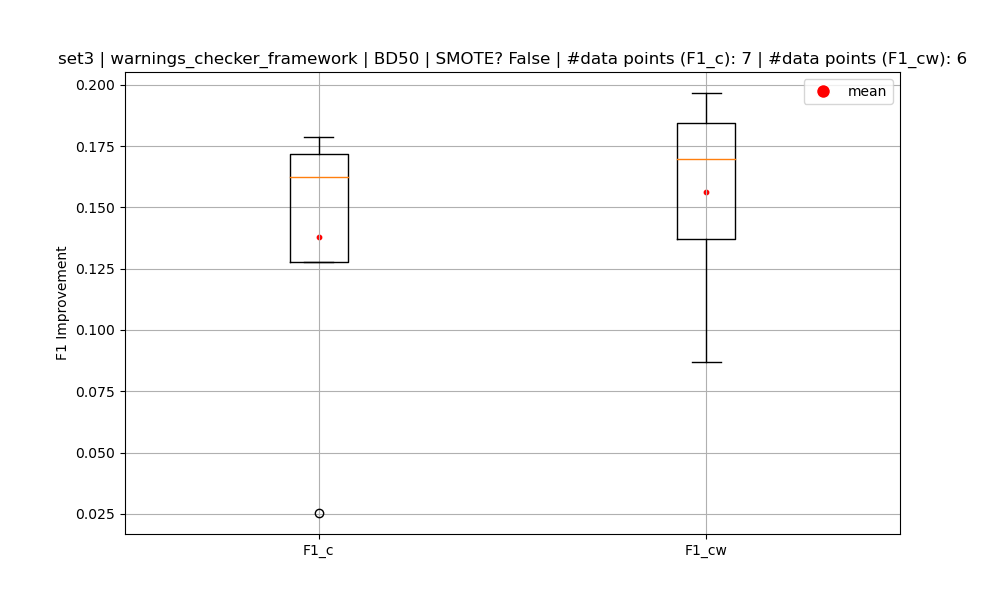 set3 | warnings_checker_framework | BD50 | SMOTE? False | #data points (F1_c): 7 | #data points (F1_cw): 6
mean
F1 Improvement
0.200
0.175
0.150
0.125
0.100
0.075
0.050
0.025
F1_c
F1_cw